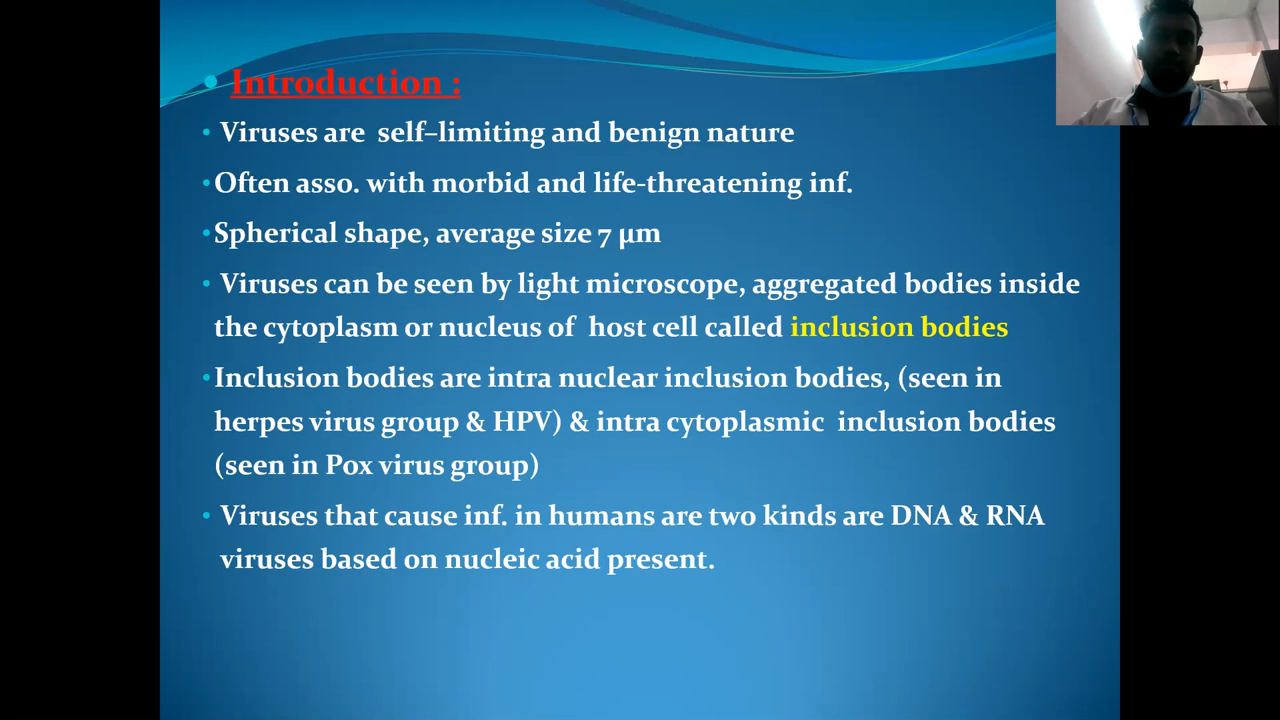 Introduction :
Viruses are self–limiting and benign nature
Often asso. with morbid and life-threatening inf.
Spherical shape, average size 7 µm
Viruses can be seen by light microscope, aggregated bodies inside
the cytoplasm or nucleus of host cell called inclusion bodies
Inclusion bodies are intra nuclear inclusion bodies, (seen in
herpes virus group & HPV) & intra cytoplasmic inclusion bodies
(seen in Pox virus group)
Viruses that cause inf. in humans are two kinds are DNA & RNA
viruses based on nucleic acid present.